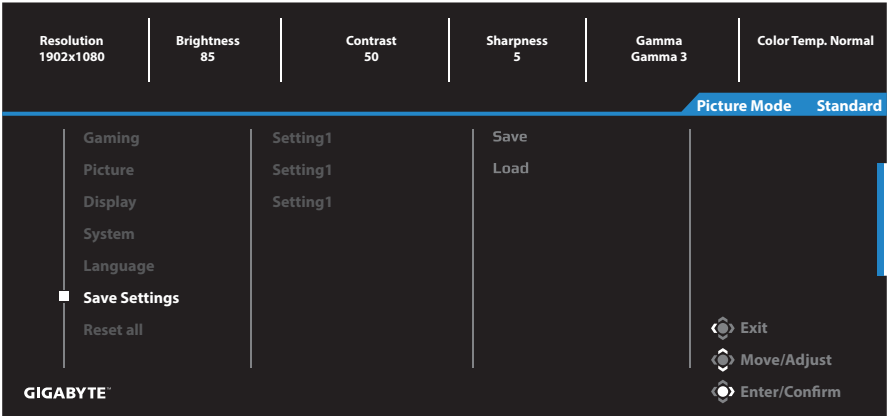 Resolution
1902x1080
Brightness
85
Contrast
50
Sharpness
5
Gamma
Gamma 3
Color Temp. Normal
Picture Mode Standard
Gaming
Picture
Display
System
Language
Save Settings
Reset all
Setting1
Setting1
Setting1
Save
Load
Exit
Move/Adjust
Enter/Confirm
GIGABYTE™